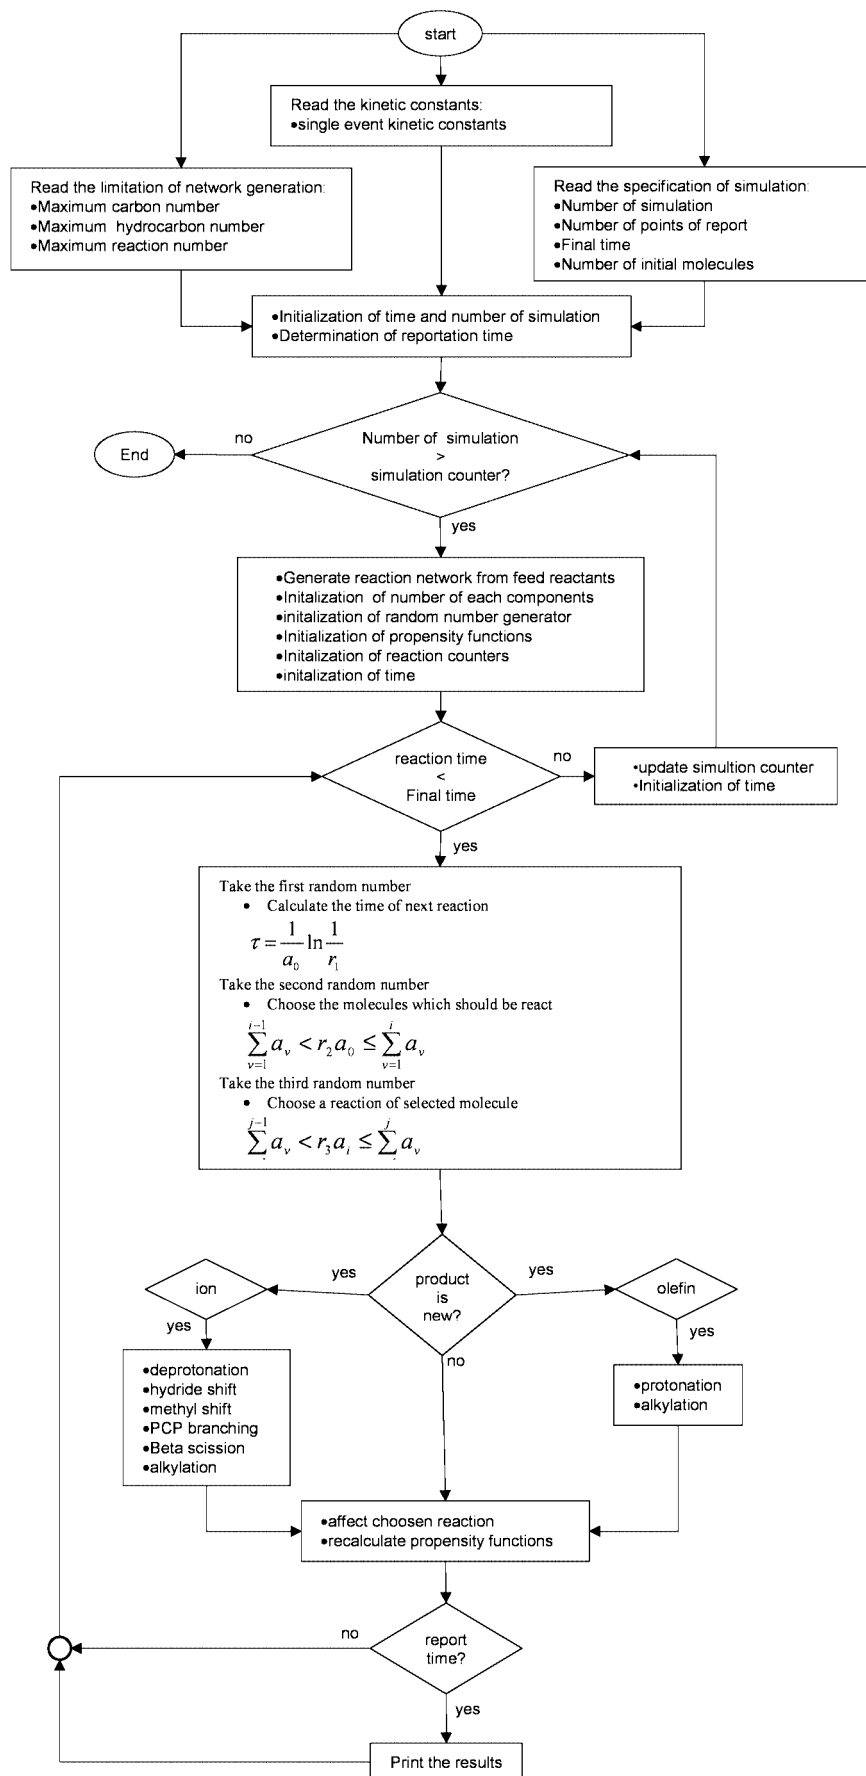 start
Read the kinetic constants:
•single event kinetic constants
Read the limitation of network generation:
•Maximum carbon number
•Maximum hydrocarbon number
•Maximum reaction number
Read the specification of simulation:
•Number of simulation
•Number of points of report
•Final time
•Number of initial molecules
•Initialization of time and number of simulation
•Determination of reportation time
Number of simulation
>
simulation counter?
no
End
yes
•Generate reaction network from feed reactants
•Initalization of number of each components
•initalization of random number generator
•Initialization of propensity functions
•Initalization of reaction counters
•initalization of time
reaction time
<
Final time
no
•update simultion counter
•Initialization of time
yes
Take the first random number
• Calculate the time of next reaction
τ = 1/a₀ ln 1/r₁
Take the second random number
• Choose the molecules which should be react
∑_{v=1}^{i−1} a_v < r₂a₀ ≤ ∑_{v=1}^{i} a_v
Take the third random number
• Choose a reaction of selected molecule
∑^{j−1} a_v < r₃a_i ≤ ∑^{j} a_v
product
is
new?
yes
yes
ion
olefin
yes
yes
no
•deprotonation
•hydride shift
•methyl shift
•PCP branching
•Beta scission
•alkylation
•protonation
•alkylation
•affect choosen reaction
•recalculate propensity functions
report
time?
no
yes
Print the results